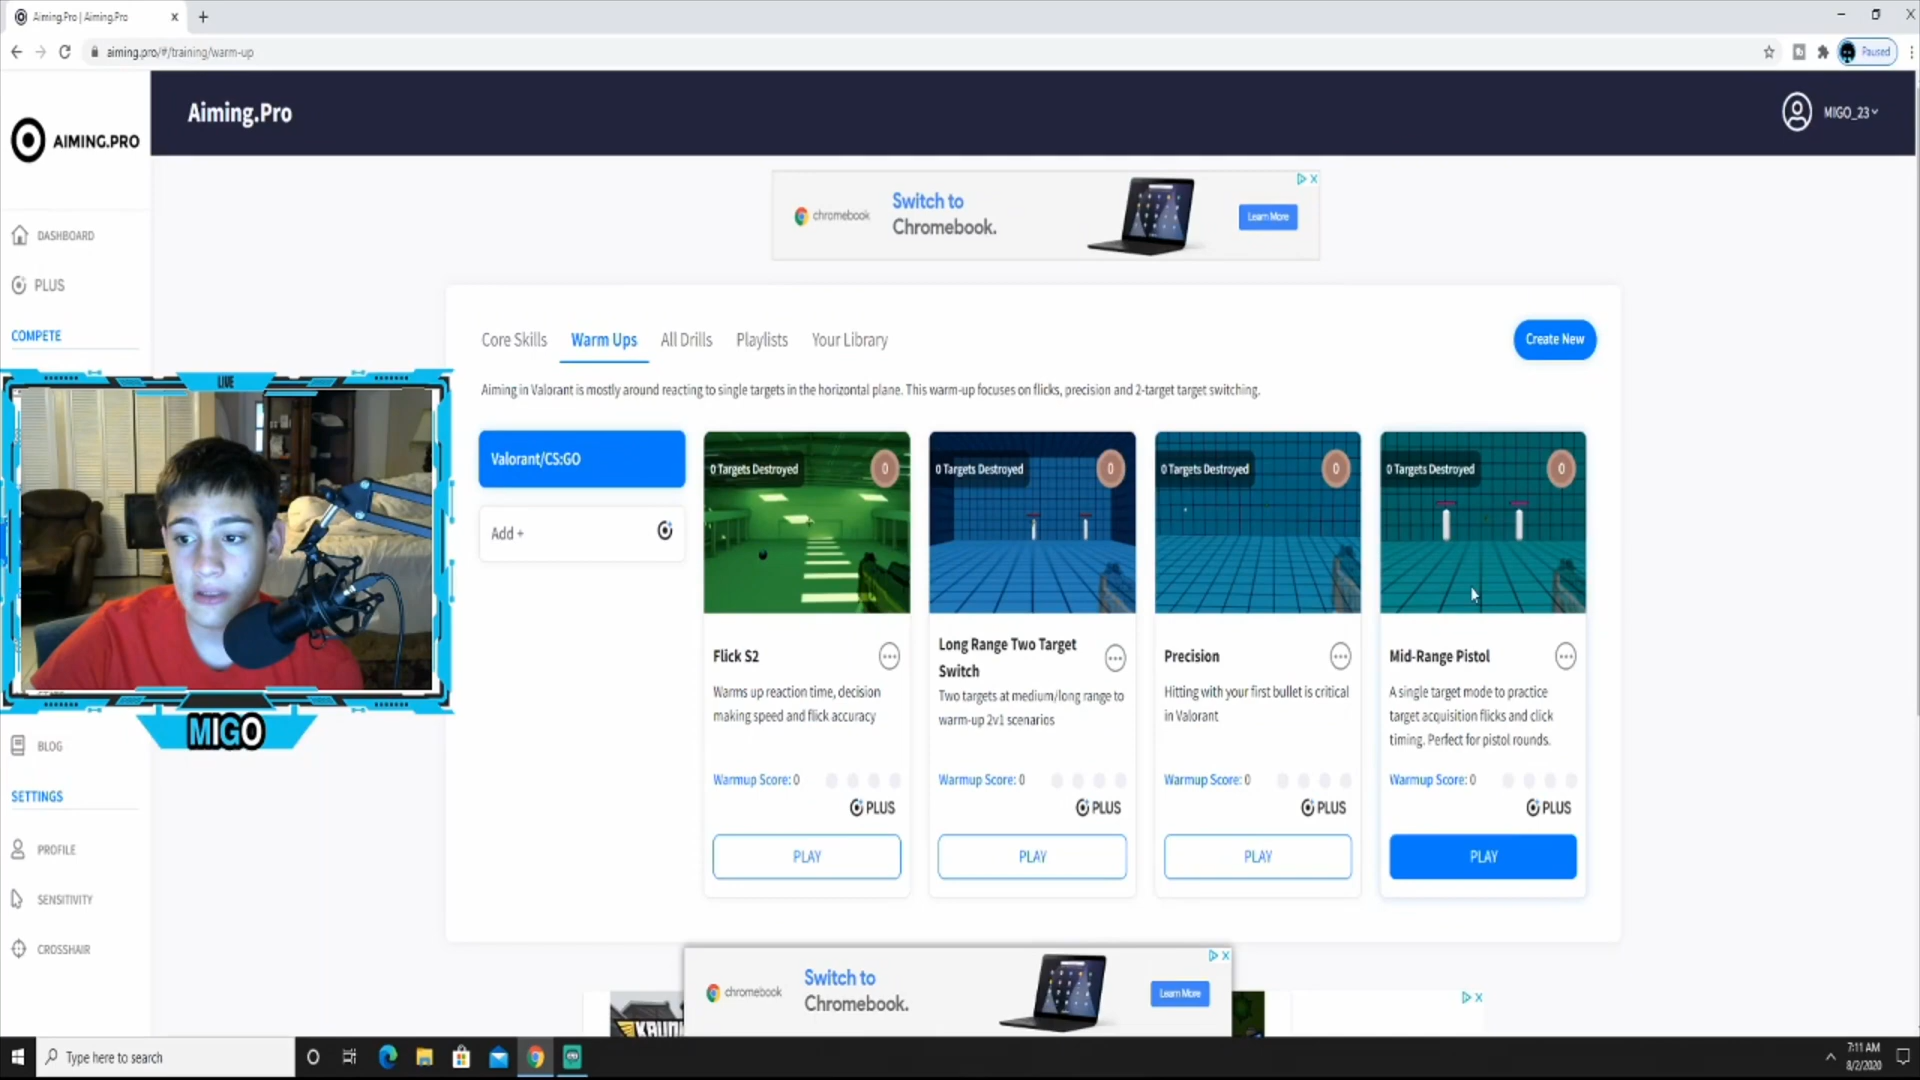 Aiming.Pro | Aiming.Pro
aiming.pro/#/training/warm-up
Paused
AIMING.PRO
Aiming.Pro
MIGO_23
chromebook
Switch to
Chromebook.
Learn More
DASHBOARD
PLUS
COMPETE
Core Skills
Warm Ups
All Drills
Playlists
Your Library
Create New
Aiming in Valorant is mostly around reacting to single targets in the horizontal plane. This warm-up focuses on flicks, precision and 2-target target switching.
LIVE
MIGO
Valorant/CS:GO
Add +
0 Targets Destroyed 0
Flick S2
Warms up reaction time, decision
making speed and flick accuracy
Warmup Score: 0
PLUS
PLAY
0 Targets Destroyed 0
Long Range Two Target
Switch
Two targets at medium/long range to
warm-up 2v1 scenarios
Warmup Score: 0
PLUS
PLAY
0 Targets Destroyed 0
Precision
Hitting with your first bullet is critical
in Valorant
Warmup Score: 0
PLUS
PLAY
0 Targets Destroyed 0
Mid-Range Pistol
A single target mode to practice
target acquisition flicks and click
timing. Perfect for pistol rounds.
Warmup Score: 0
PLUS
PLAY
BLOG
SETTINGS
PROFILE
SENSITIVITY
CROSSHAIR
chromebook
Switch to
Chromebook.
Learn More
Type here to search
7:11 AM
8/2/2020